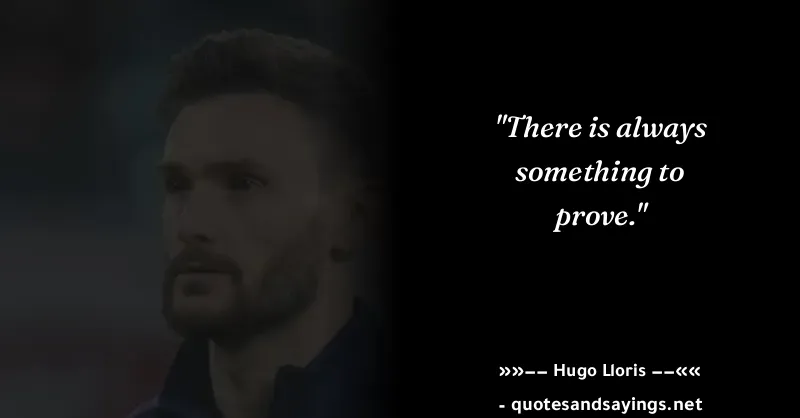 "There is always
something to
prove."
»»—— Hugo Lloris ——««
- quotesandsayings.net